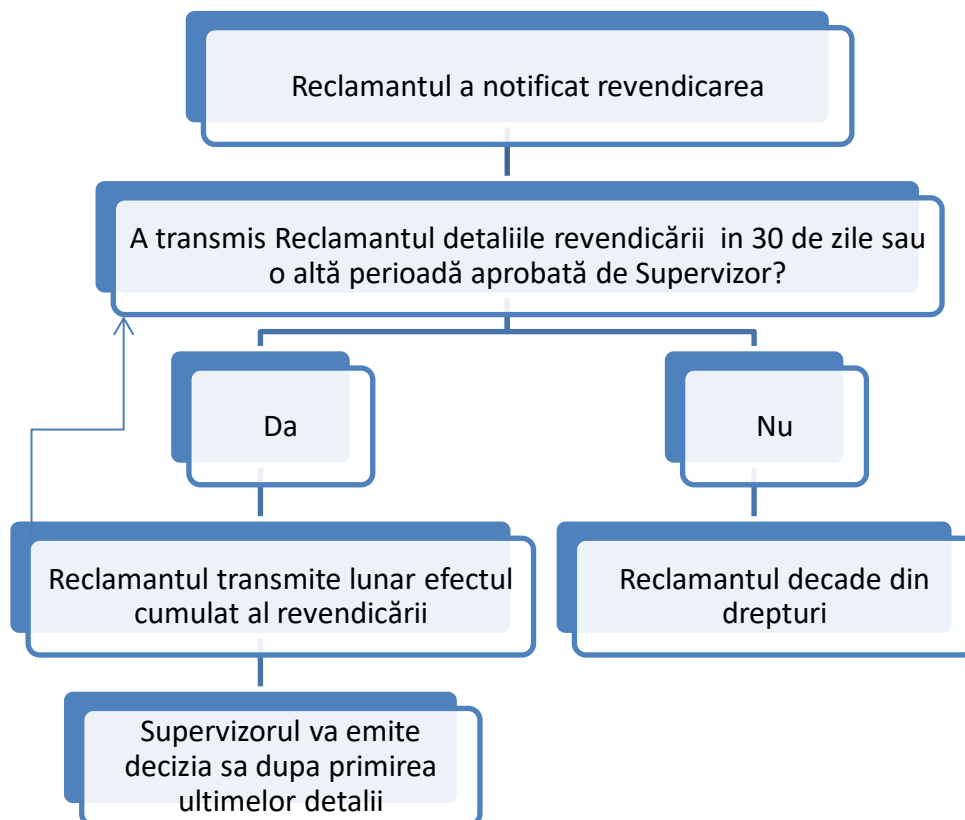 Reclamantul a notificat revendicarea
A transmis Reclamantul detaliile revendicării  in 30 de zile sau
o altă perioadă aprobată de Supervizor?
Da
Nu
Reclamantul transmite lunar efectul
cumulat al revendicării
Reclamantul decade din
drepturi
Supervizorul va emite
decizia sa dupa primirea
ultimelor detalii